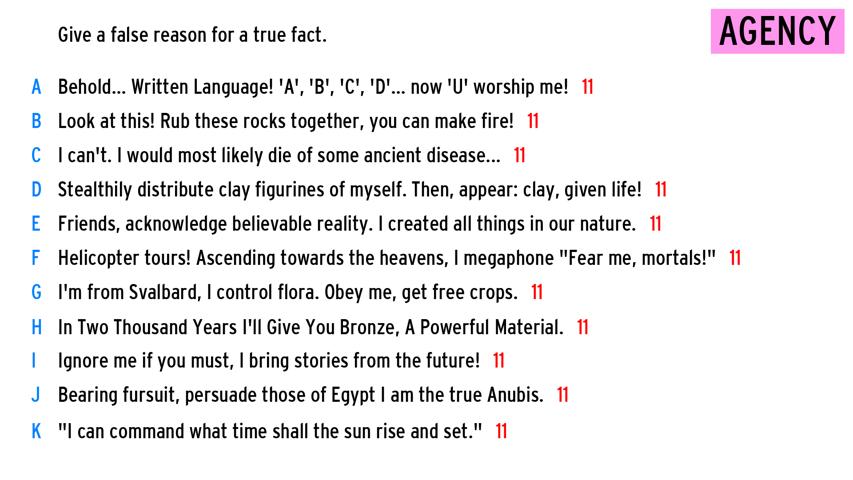 Give a false reason for a true fact.
AGENCY
A Behold... Written Language! 'A', 'B', 'C', 'D'... now 'U' worship me! 11
B Look at this! Rub these rocks together, you can make fire! 11
C I can't. I would most likely die of some ancient disease... 11
D Stealthily distribute clay figurines of myself. Then, appear: clay, given life! 11
E Friends, acknowledge believable reality. I created all things in our nature. 11
F Helicopter tours! Ascending towards the heavens, I megaphone "Fear me, mortals!" 11
G I'm from Svalbard, I control flora. Obey me, get free crops. 11
H In Two Thousand Years I'll Give You Bronze, A Powerful Material. 11
I Ignore me if you must, I bring stories from the future! 11
J Bearing fursuit, persuade those of Egypt I am the true Anubis. 11
K "I can command what time shall the sun rise and set." 11